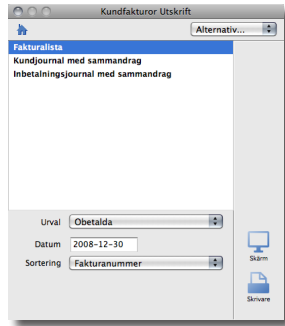 Kundfakturor Utskrift
Alternativ...
Fakturalista
Kundjournal med sammandrag
Inbetalningsjournal med sammandrag
Urval Obetalda
Datum 2008-12-30
Sortering Fakturanummer
Skärm
Skrivare